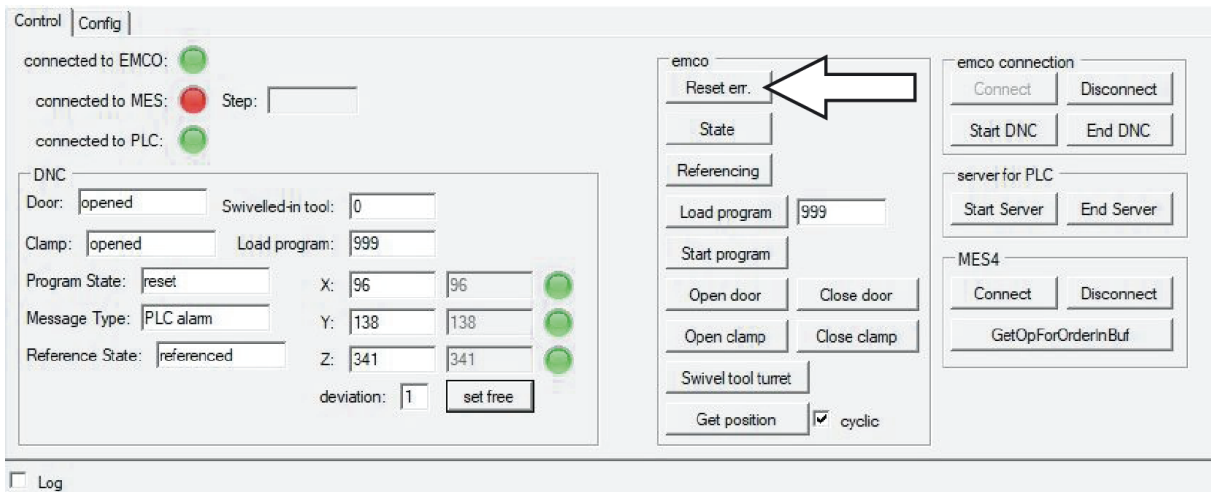 Control Config
connected to EMCO:
connected to MES: Step:
connected to PLC:
DNC
Door: opened Swivelled-in tool: 0
Clamp: opened Load program: 999
Program State: reset X: 96 96
Message Type: PLC alarm Y: 138 138
Reference State: referenced Z: 341 341
deviation: 1 set free
emco
Reset err.
State
Referencing
Load program 999
Start program
Open door Close door
Open clamp Close clamp
Swivel tool turret
Get position cyclic
emco connection
Connect Disconnect
Start DNC End DNC
server for PLC
Start Server End Server
MES4
Connect Disconnect
GetOpForOrderInBuf
Log